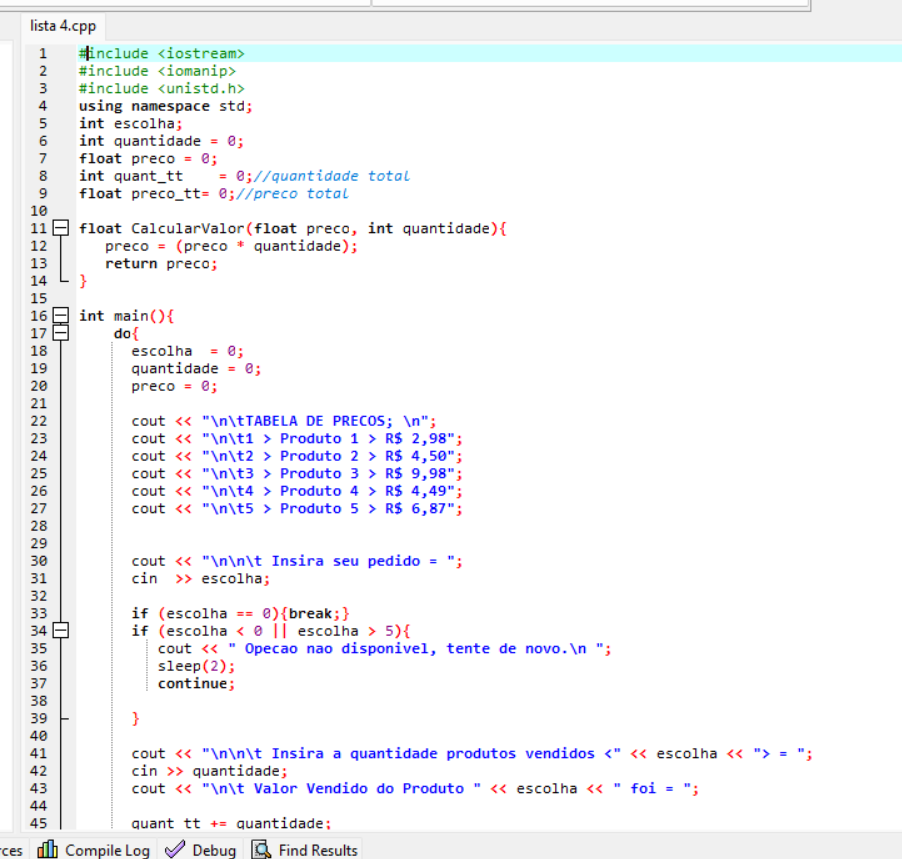 lista 4.cpp
1 #include <iostream>
2 #include <iomanip>
3 #include <unistd.h>
4 using namespace std;
5 int escolha;
6 int quantidade = 0;
7 float preco = 0;
8 int quant_tt    = 0;//quantidade total
9 float preco_tt= 0;//preco total
10
11 float CalcularValor(float preco, int quantidade){
12    preco = (preco * quantidade);
13    return preco;
14 }
15
16 int main(){
17     do{
18       escolha  = 0;
19       quantidade = 0;
20       preco = 0;
21
22       cout << "\n\tTABELA DE PRECOS; \n";
23       cout << "\n\t1 > Produto 1 > R$ 2,98";
24       cout << "\n\t2 > Produto 2 > R$ 4,50";
25       cout << "\n\t3 > Produto 3 > R$ 9,98";
26       cout << "\n\t4 > Produto 4 > R$ 4,49";
27       cout << "\n\t5 > Produto 5 > R$ 6,87";
28
29
30       cout << "\n\n\t Insira seu pedido = ";
31       cin  >> escolha;
32
33       if (escolha == 0){break;}
34       if (escolha < 0 || escolha > 5){
35          cout << " Opecao nao disponivel, tente de novo.\n ";
36          sleep(2);
37          continue;
38
39       }
40
41       cout << "\n\n\t Insira a quantidade produtos vendidos <" << escolha << "> = ";
42       cin >> quantidade;
43       cout << "\n\t Valor Vendido do Produto " << escolha << " foi = ";
44
45       quant_tt += quantidade;
rces Compile Log Debug Find Results